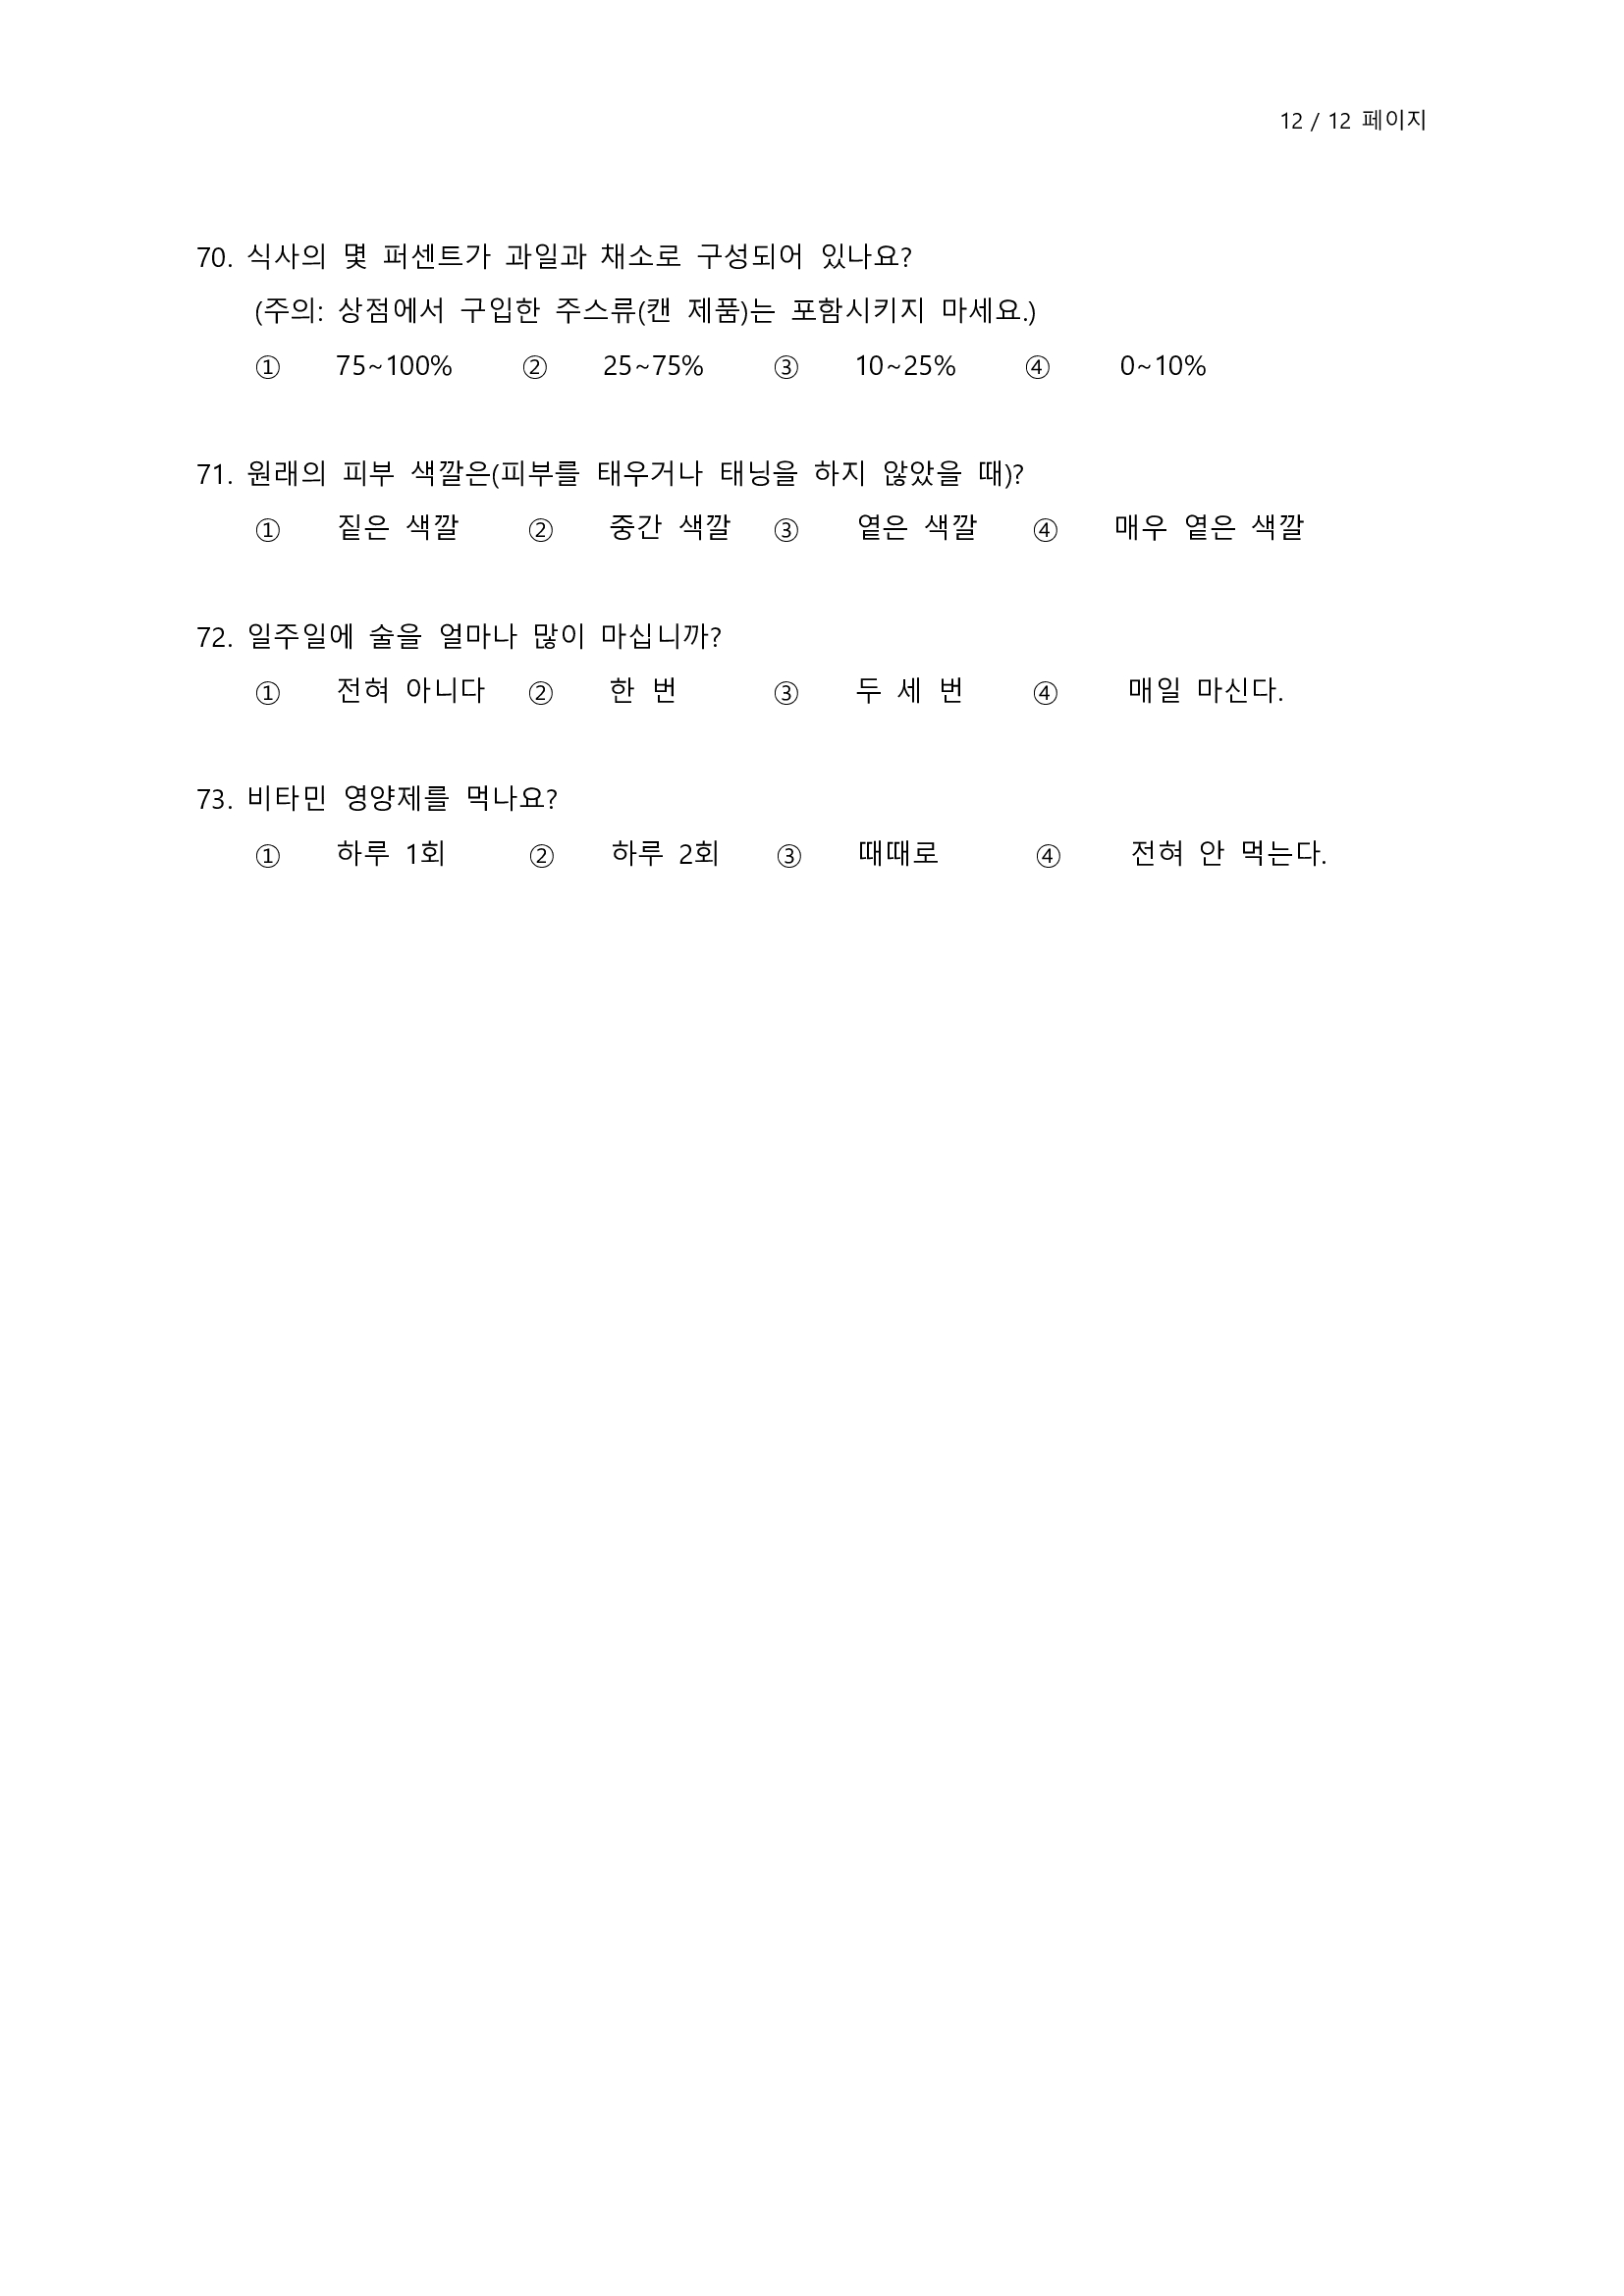 12 / 12 페이지
70. 식사의 몇 퍼센트가 과일과 채소로 구성되어 있나요?
(주의: 상점에서 구입한 주스류(캔 제품)는 포함시키지 마세요.)
① 75~100% ② 25~75% ③ 10~25% ④ 0~10%
71. 원래의 피부 색깔은(피부를 태우거나 태닝을 하지 않았을 때)?
① 짙은 색깔 ② 중간 색깔 ③ 옅은 색깔 ④ 매우 옅은 색깔
72. 일주일에 술을 얼마나 많이 마십니까?
① 전혀 아니다 ② 한 번 ③ 두 세 번 ④ 매일 마신다.
73. 비타민 영양제를 먹나요?
① 하루 1회 ② 하루 2회 ③ 때때로 ④ 전혀 안 먹는다.